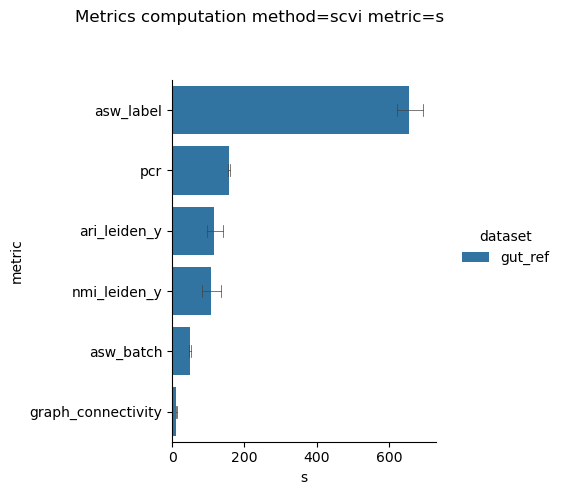 Metrics computation method=scvi metric=s
metric
asw_label
pcr
ari_leiden_y
nmi_leiden_y
asw_batch
graph_connectivity
0 200 400 600
s
dataset
gut_ref